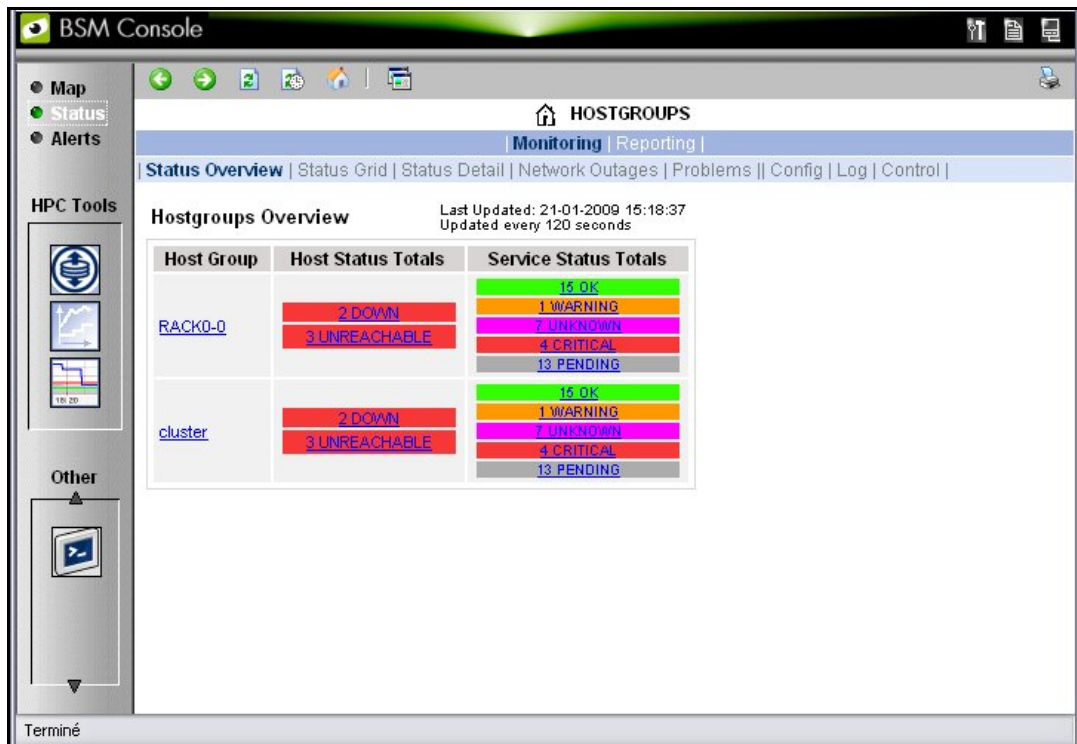 BSM Console
Map
Status
Alerts
HOSTGROUPS
| Monitoring | Reporting |
| Status Overview | Status Grid | Status Detail | Network Outages | Problems || Config | Log | Control |
HPC Tools
Hostgroups Overview
Last Updated: 21-01-2009 15:18:37
Updated every 120 seconds
Host Group Host Status Totals Service Status Totals
RACK0-0
2 DOWN
3 UNREACHABLE
15 OK
1 WARNING
7 UNKNOWN
4 CRITICAL
13 PENDING
cluster
2 DOWN
3 UNREACHABLE
15 OK
1 WARNING
7 UNKNOWN
4 CRITICAL
13 PENDING
Other
Terminé